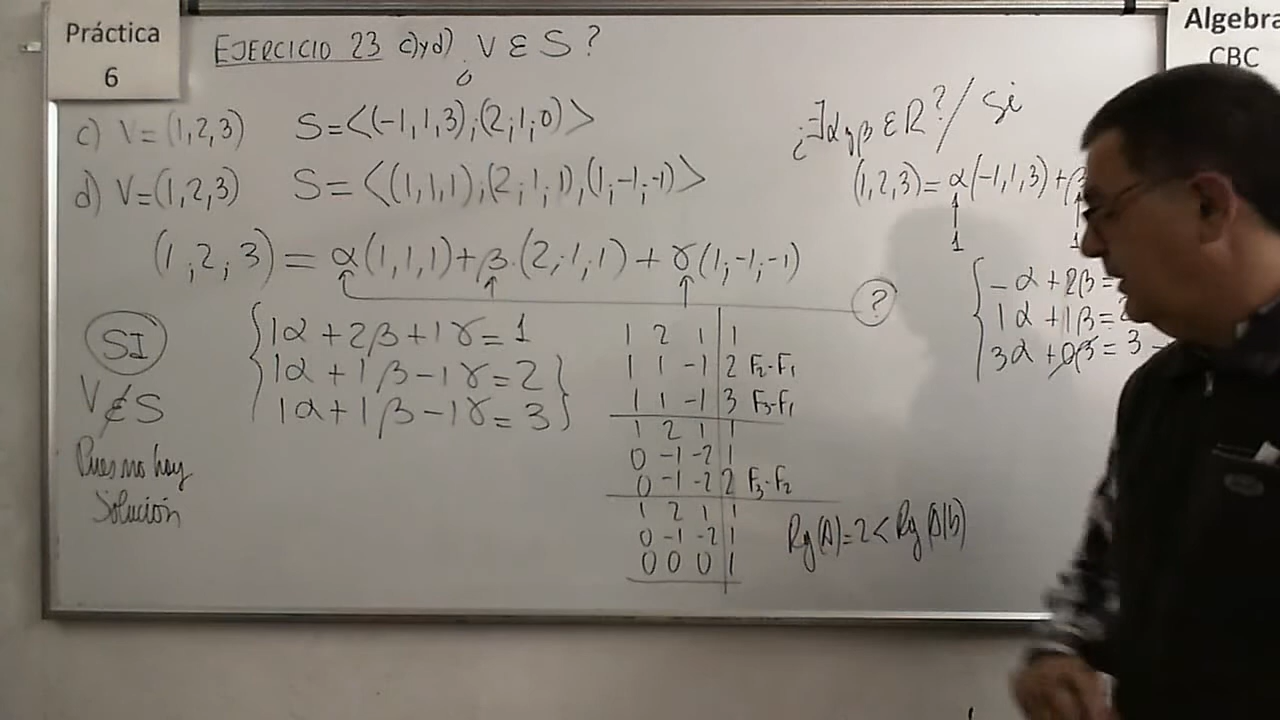 Práctica
6
Algebra
CBC
EJERCICIO 23 c) y d) ¿ V ∈ S ?
c) V = (1,2,3) S = <(-1,1,3);(2;1;0)>
d) V = (1,2,3) S = <(1,1,1);(2;1;1),(1;-1;-1)>
(1;2;3) = α(1,1,1) + β.(2;1;1) + γ(1;-1;-1)
?
SI
V ∉ S
Pues no hay
Solución
1α + 2β + 1γ = 1
1α + 1β - 1γ = 2
1α + 1β - 1γ = 3
1 2 1 | 1
1 1 -1 | 2 F2-F1
1 1 -1 | 3 F3-F1
1 2 1 | 1
0 -1 -2 | 1
0 -1 -2 | 2 F3-F2
1 2 1 | 1
0 -1 -2 | 1
0 0 0 | 1
Rg(A) = 2 < Rg(A|b)
¿∃ α y β ∈ R? / Si
(1,2,3) = α(-1,1,3) + β
1 1
- α + 2β =
1α + 1β =
3α + 0β = 3